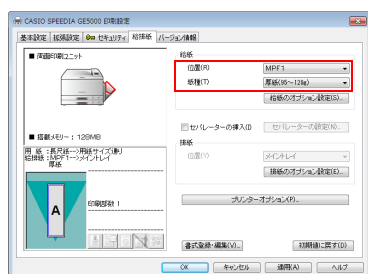 CASIO SPEEDIA GE5000 印刷設定
基本設定
拡張設定
セキュリティ
給排紙
バージョン情報
■ 両面印刷ユニット
給紙
位置(R)
MPF1
紙種(T)
厚紙(95～128g)
給紙のオプション設定(S)...
セパレーターの挿入(I)
セパレーターの設定(N)...
■ 搭載メモリー : 128MB
排紙
用 紙 :長尺紙-->用紙サイズ通り
給排紙 :MPF1-->メイントレイ
厚紙
位置(Y)
メイントレイ
排紙のオプション設定(E)...
A
印刷部数 1
プリンターオプション(P)...
書式登録・編集(V)...
初期値に戻す(D)
OK
キャンセル
適用(A)
ヘルプ